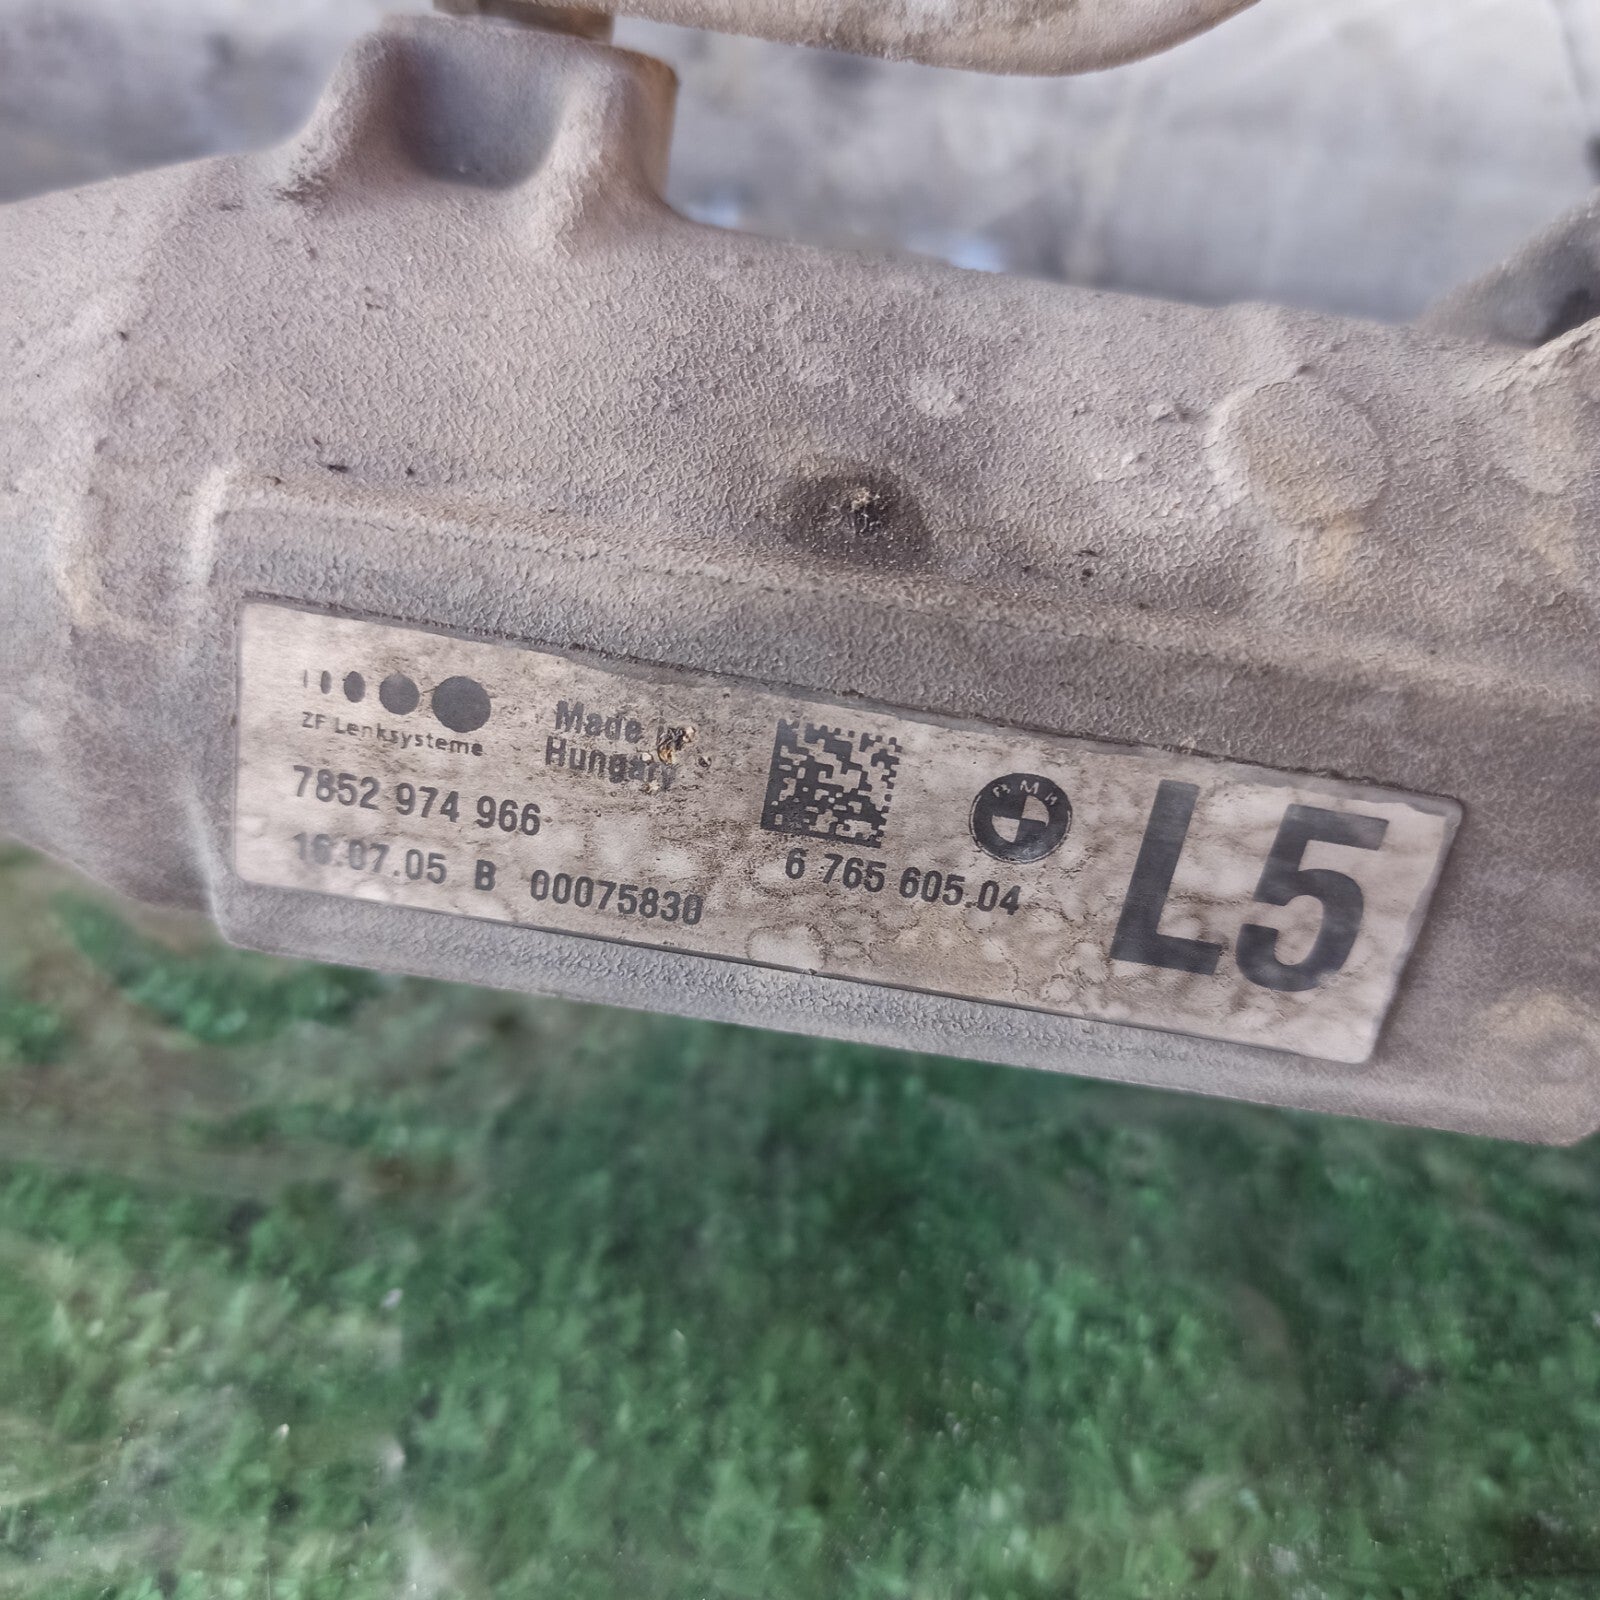 ZF Lenksysteme
Made in
Hungary
7852 974 966
16.07.05 B 00075830
BMW
6 765 605.04
L5